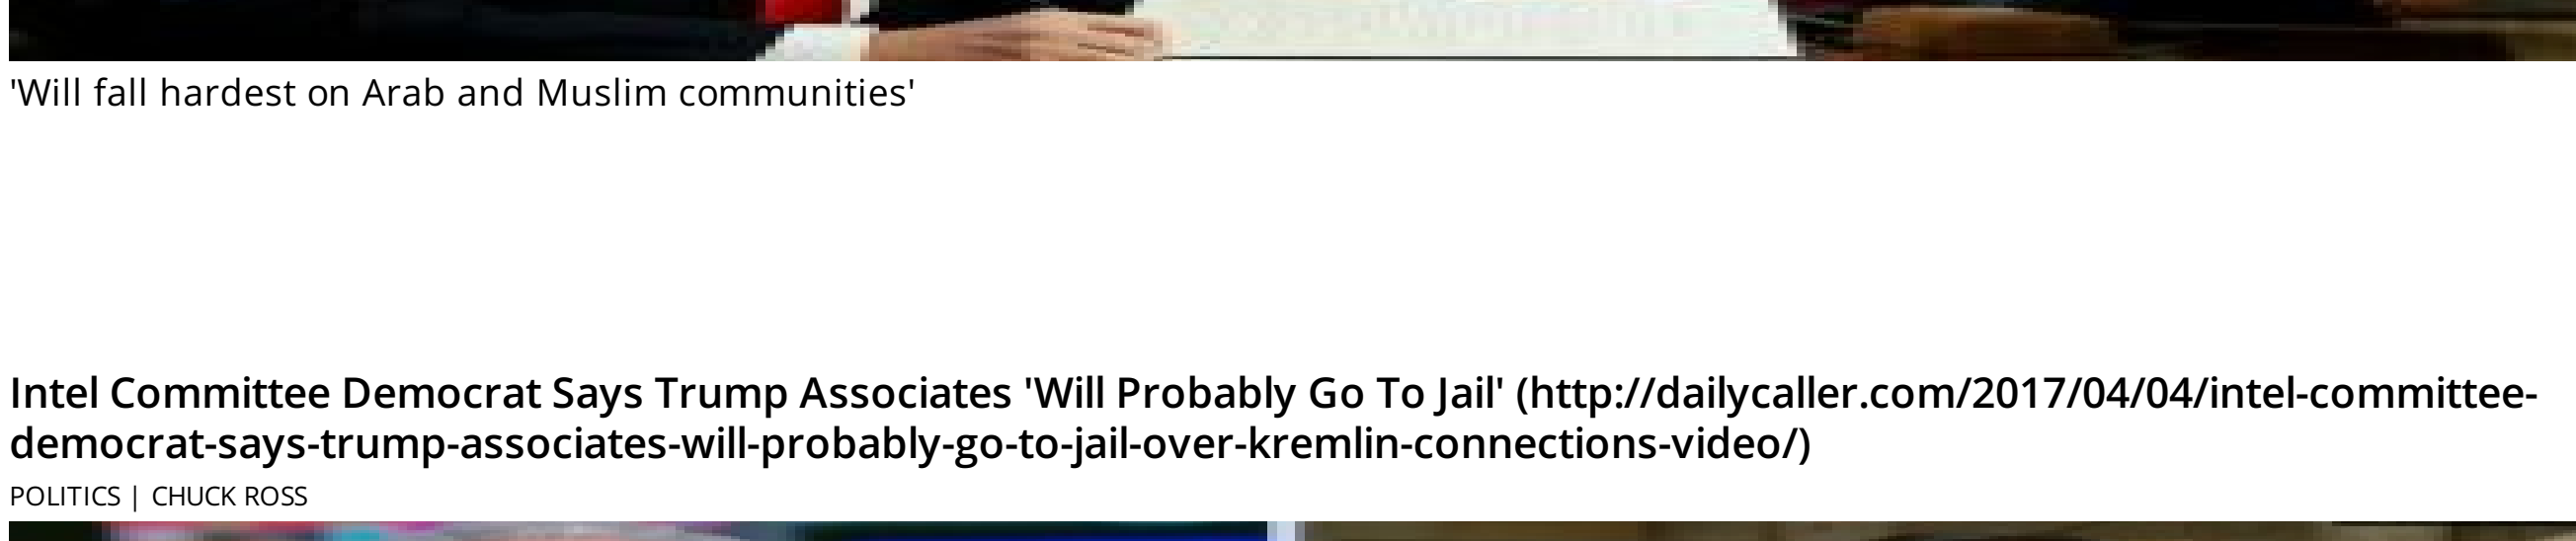 'Will fall hardest on Arab and Muslim communities'
Intel Committee Democrat Says Trump Associates 'Will Probably Go To Jail' (http://dailycaller.com/2017/04/04/intel-committee-
democrat-says-trump-associates-will-probably-go-to-jail-over-kremlin-connections-video/)
POLITICS | CHUCK ROSS